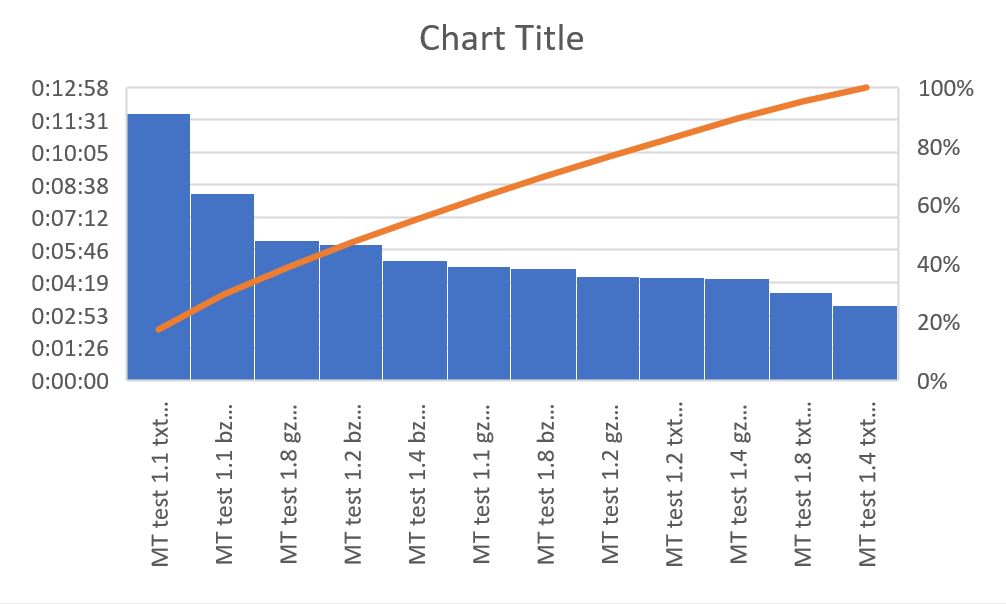 Chart Title
0:12:58
0:11:31
0:10:05
0:08:38
0:07:12
0:05:46
0:04:19
0:02:53
0:01:26
0:00:00
100%
80%
60%
40%
20%
0%
MT test 1.1 txt...
MT test 1.1 bz...
MT test 1.8 gz...
MT test 1.2 bz...
MT test 1.4 bz...
MT test 1.1 gz...
MT test 1.8 bz...
MT test 1.2 gz...
MT test 1.2 txt...
MT test 1.4 gz...
MT test 1.8 txt...
MT test 1.4 txt...